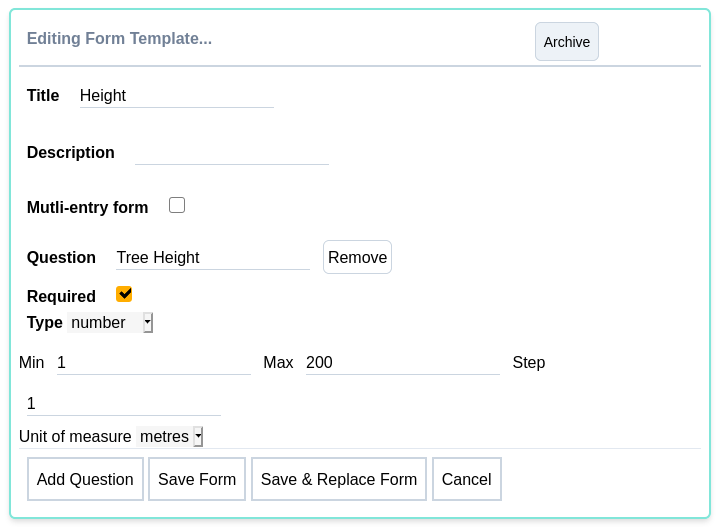 Editing Form Template... Archive
Title Height
Description
Mutli-entry form
Question Tree Height Remove
Required
Type number
Min 1 Max 200 Step
1
Unit of measure metres
Add Question Save Form Save & Replace Form Cancel